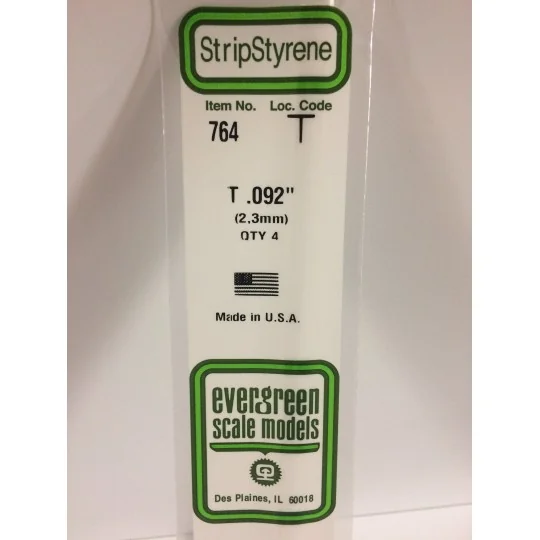 StripStyrene
Item No. Loc. Code
764 T
T .092"
(2,3mm)
QTY 4
Made in U.S.A.
evergreen
scale models
Des Plaines, IL 60018